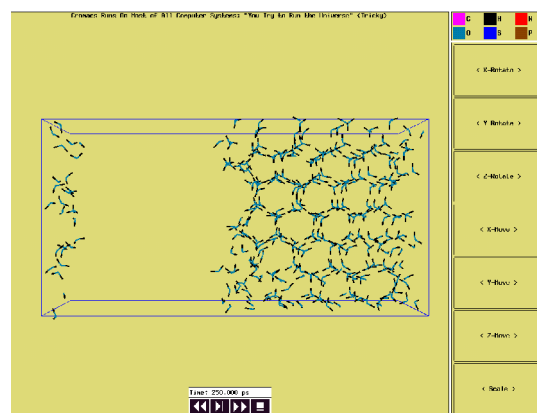 Gromacs Runs On Most of All Computer Systems: "You Try to Run the Universe" (Tricky)
C H N
O S P
< X-Rotate >
< Y Rotate >
< Z-Rotate >
< X-Move >
< Y-Move >
< Z-Move >
< Scale >
Time: 250.000 ps